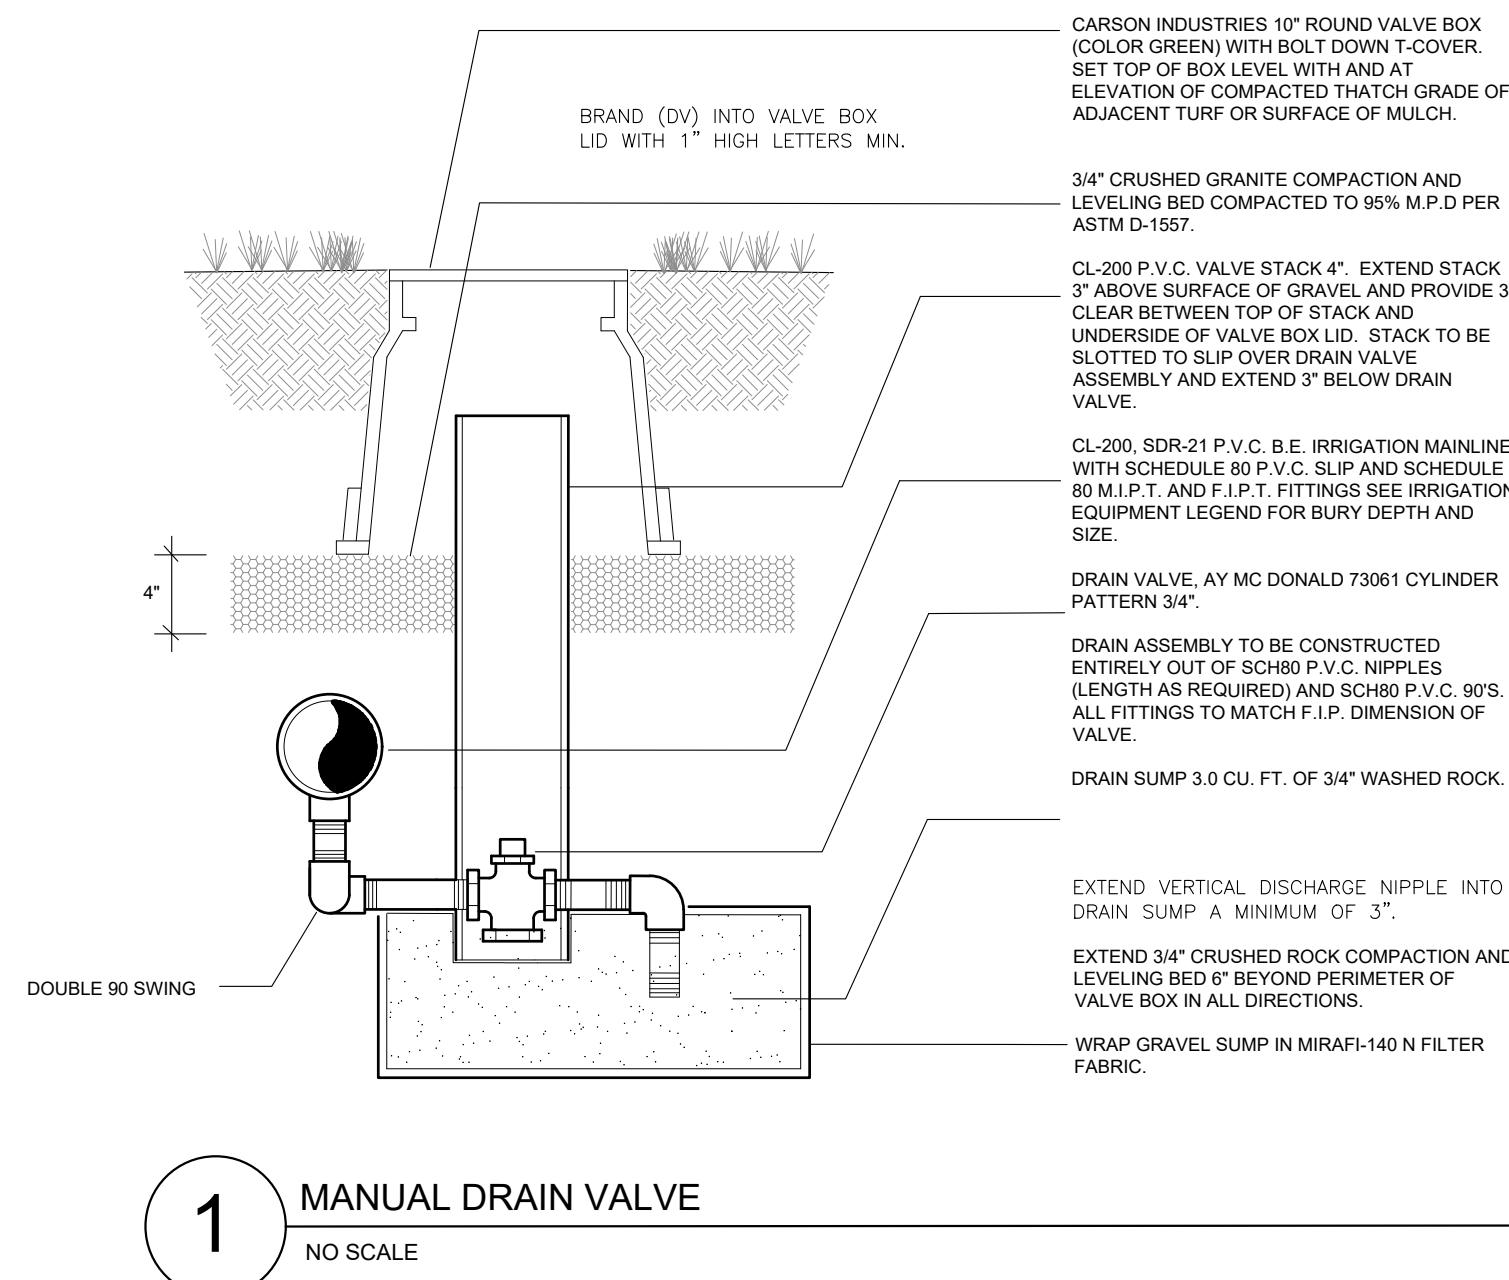 CARSON INDUSTRIES 10" ROUND VALVE BOX
(COLOR GREEN) WITH BOLT DOWN T-COVER.
SET TOP OF BOX LEVEL WITH AND AT
ELEVATION OF COMPACTED THATCH GRADE OF
ADJACENT TURF OR SURFACE OF MULCH.
BRAND (DV) INTO VALVE BOX
LID WITH 1" HIGH LETTERS MIN.
3/4" CRUSHED GRANITE COMPACTION AND
LEVELING BED COMPACTED TO 95% M.P.D PER
ASTM D-1557.
CL-200 P.V.C. VALVE STACK 4".  EXTEND STACK
3" ABOVE SURFACE OF GRAVEL AND PROVIDE 3
CLEAR BETWEEN TOP OF STACK AND
UNDERSIDE OF VALVE BOX LID.  STACK TO BE
SLOTTED TO SLIP OVER DRAIN VALVE
ASSEMBLY AND EXTEND 3" BELOW DRAIN
VALVE.
CL-200, SDR-21 P.V.C. B.E. IRRIGATION MAINLINE
WITH SCHEDULE 80 P.V.C. SLIP AND SCHEDULE
80 M.I.P.T. AND F.I.P.T. FITTINGS SEE IRRIGATION
EQUIPMENT LEGEND FOR BURY DEPTH AND
SIZE.
4"
DRAIN VALVE, AY MC DONALD 73061 CYLINDER
PATTERN 3/4".
DRAIN ASSEMBLY TO BE CONSTRUCTED
ENTIRELY OUT OF SCH80 P.V.C. NIPPLES
(LENGTH AS REQUIRED) AND SCH80 P.V.C. 90'S.
ALL FITTINGS TO MATCH F.I.P. DIMENSION OF
VALVE.
DRAIN SUMP 3.0 CU. FT. OF 3/4" WASHED ROCK.
EXTEND VERTICAL DISCHARGE NIPPLE INTO
DRAIN SUMP A MINIMUM OF 3".
EXTEND 3/4" CRUSHED ROCK COMPACTION AND
LEVELING BED 6" BEYOND PERIMETER OF
VALVE BOX IN ALL DIRECTIONS.
DOUBLE 90 SWING
WRAP GRAVEL SUMP IN MIRAFI-140 N FILTER
FABRIC.
1
MANUAL DRAIN VALVE
NO SCALE